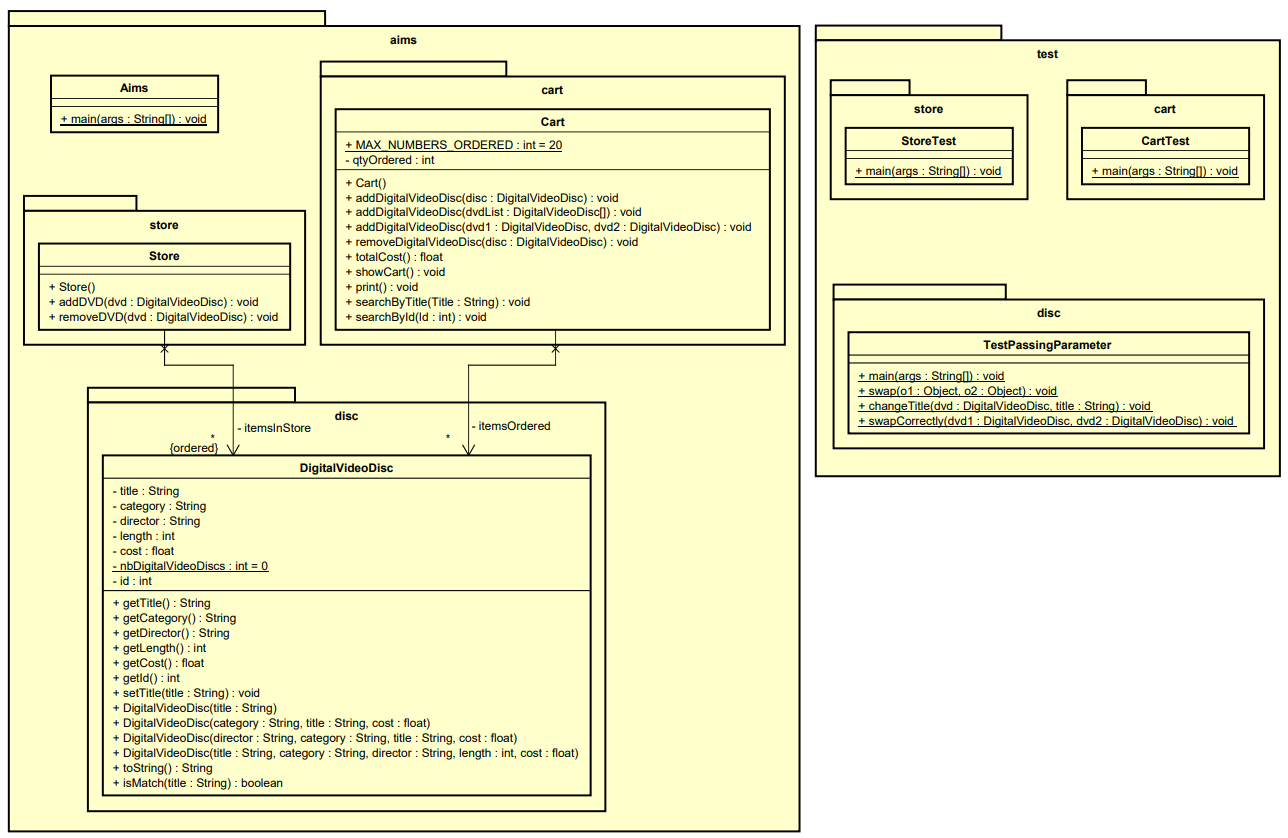 aims
Aims
+ main(args : String[]) : void
cart
Cart
+ MAX_NUMBERS_ORDERED : int = 20
- qtyOrdered : int
+ Cart()
+ addDigitalVideoDisc(disc : DigitalVideoDisc) : void
+ addDigitalVideoDisc(dvdList : DigitalVideoDisc[]) : void
+ addDigitalVideoDisc(dvd1 : DigitalVideoDisc, dvd2 : DigitalVideoDisc) : void
+ removeDigitalVideoDisc(disc : DigitalVideoDisc) : void
+ totalCost() : float
+ showCart() : void
+ print() : void
+ searchByTitle(Title : String) : void
+ searchById(Id : int) : void
store
Store
+ Store()
+ addDVD(dvd : DigitalVideoDisc) : void
+ removeDVD(dvd : DigitalVideoDisc) : void
disc
- itemsInStore
*
{ordered}
- itemsOrdered
*
DigitalVideoDisc
- title : String
- category : String
- director : String
- length : int
- cost : float
- nbDigitalVideoDiscs : int = 0
- id : int
+ getTitle() : String
+ getCategory() : String
+ getDirector() : String
+ getLength() : int
+ getCost() : float
+ getId() : int
+ setTitle(title : String) : void
+ DigitalVideoDisc(title : String)
+ DigitalVideoDisc(category : String, title : String, cost : float)
+ DigitalVideoDisc(director : String, category : String, title : String, cost : float)
+ DigitalVideoDisc(title : String, category : String, director : String, length : int, cost : float)
+ toString() : String
+ isMatch(title : String) : boolean
test
store
StoreTest
+ main(args : String[]) : void
cart
CartTest
+ main(args : String[]) : void
disc
TestPassingParameter
+ main(args : String[]) : void
+ swap(o1 : Object, o2 : Object) : void
+ changeTitle(dvd : DigitalVideoDisc, title : String) : void
+ swapCorrectly(dvd1 : DigitalVideoDisc, dvd2 : DigitalVideoDisc) : void